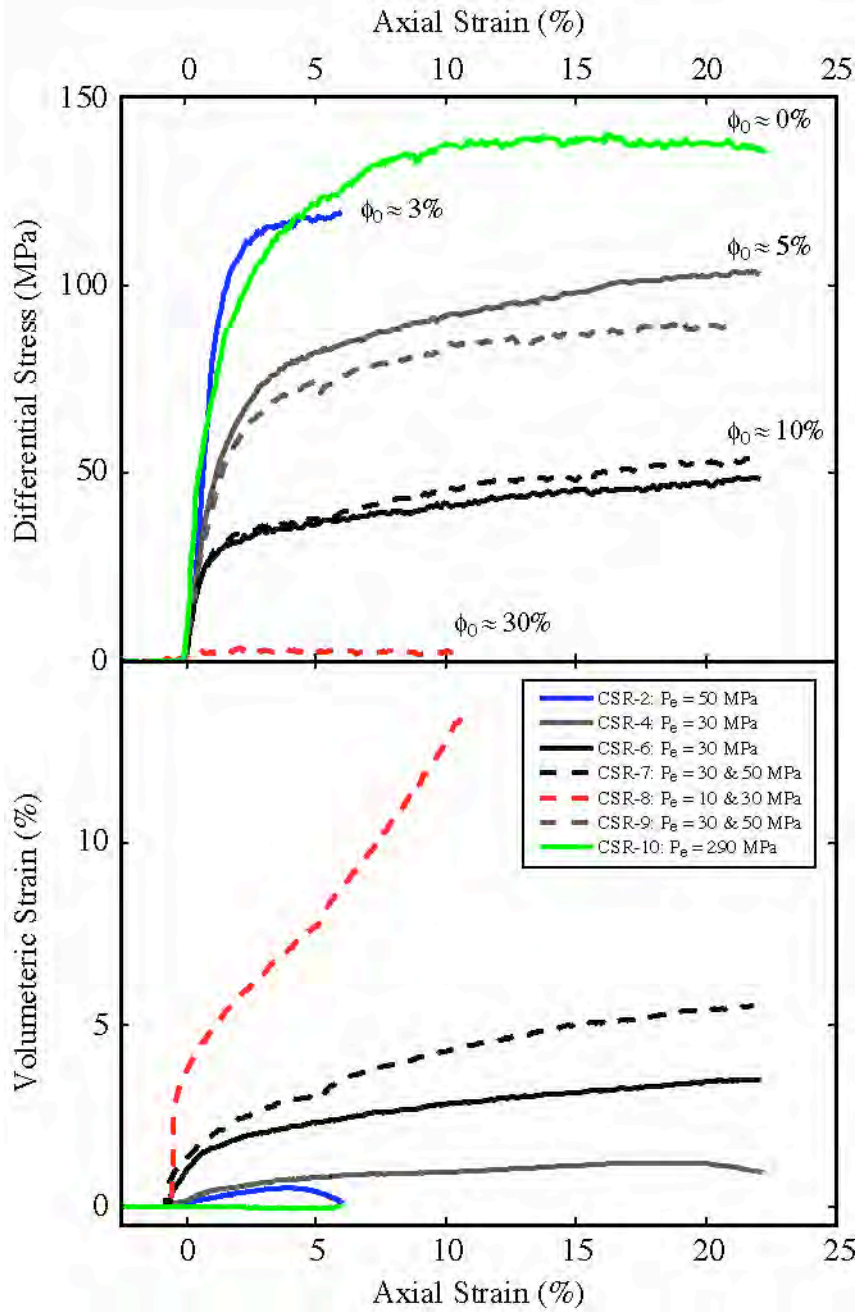 Axial Strain (%)
0 5 10 15 20 25
150
100
50
0
Differential Stress (MPa)
ϕ₀ ≈ 0%
ϕ₀ ≈ 3%
ϕ₀ ≈ 5%
ϕ₀ ≈ 10%
ϕ₀ ≈ 30%
CSR-2: Pₑ = 50 MPa
CSR-4: Pₑ = 30 MPa
CSR-6: Pₑ = 30 MPa
CSR-7: Pₑ = 30 & 50 MPa
CSR-8: Pₑ = 10 & 30 MPa
CSR-9: Pₑ = 30 & 50 MPa
CSR-10: Pₑ = 290 MPa
10
5
0
Volumeteric Strain (%)
0 5 10 15 20 25
Axial Strain (%)